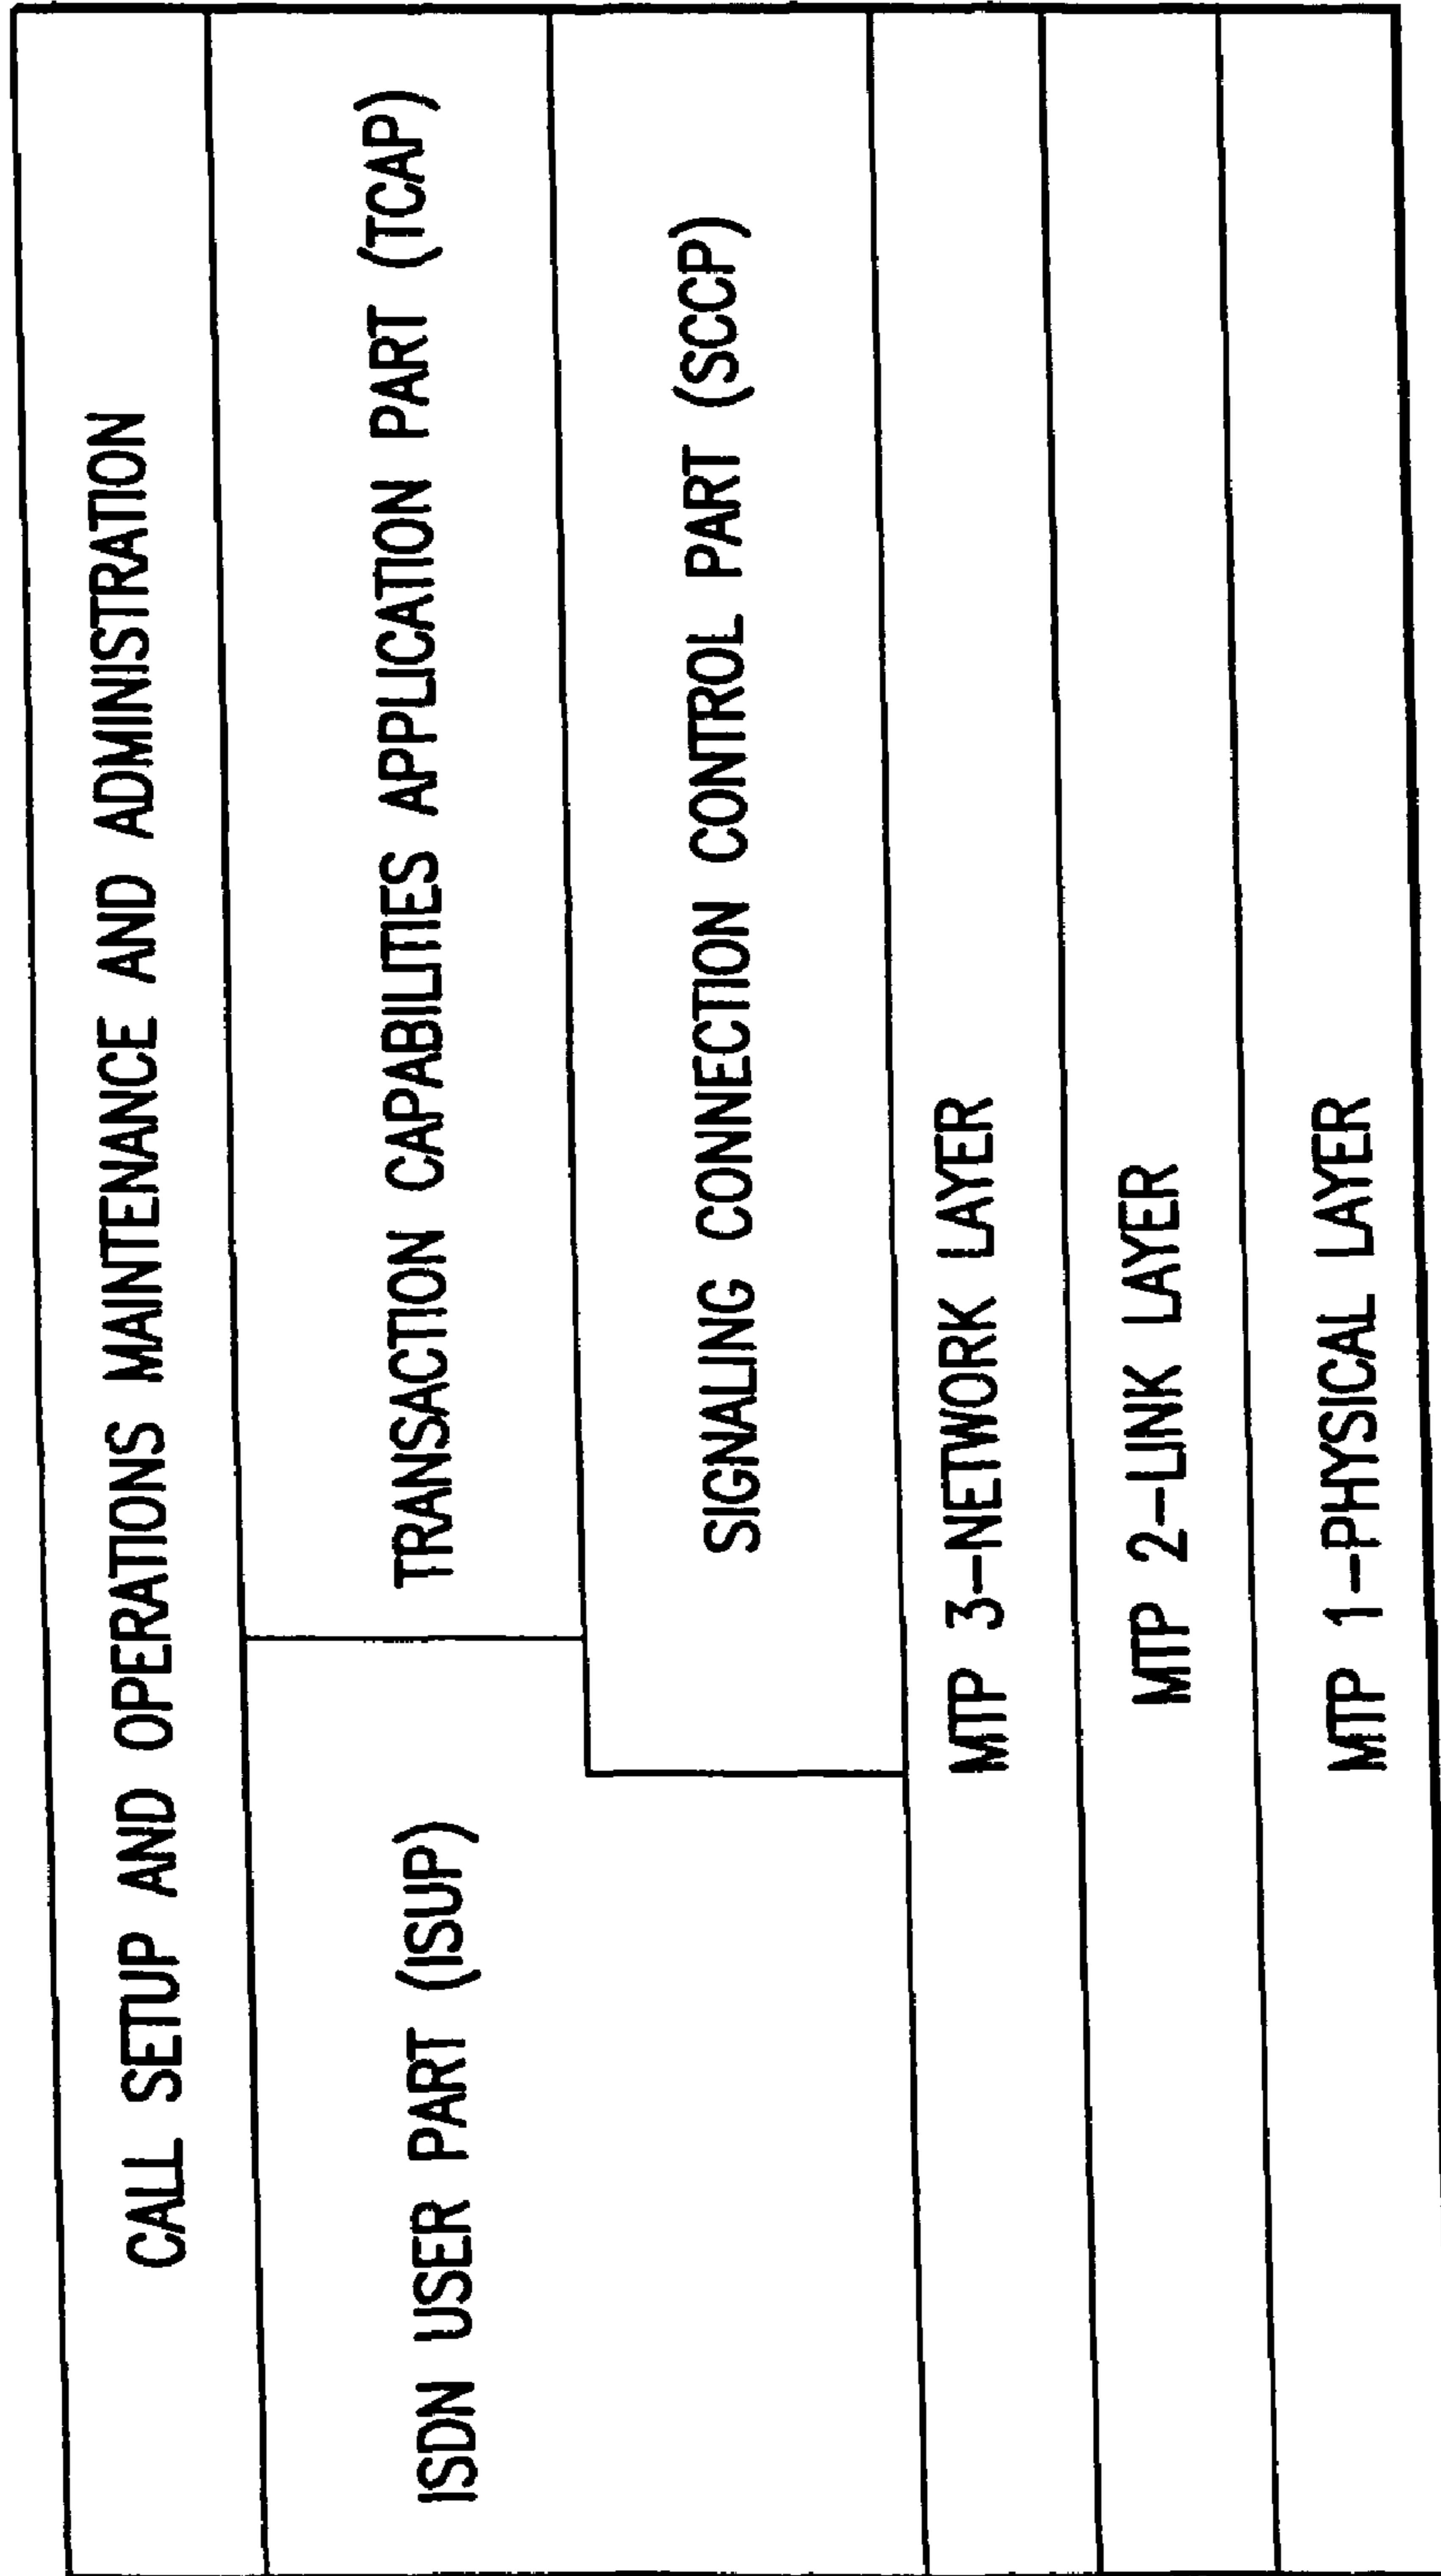 CALL SETUP AND OPERATIONS MAINTENANCE AND ADMINISTRATION
ISDN USER PART (ISUP)
TRANSACTION CAPABILITIES APPLICATION PART (TCAP)
SIGNALING CONNECTION CONTROL PART (SCCP)
MTP 3-NETWORK LAYER
MTP 2-LINK LAYER
MTP 1-PHYSICAL LAYER